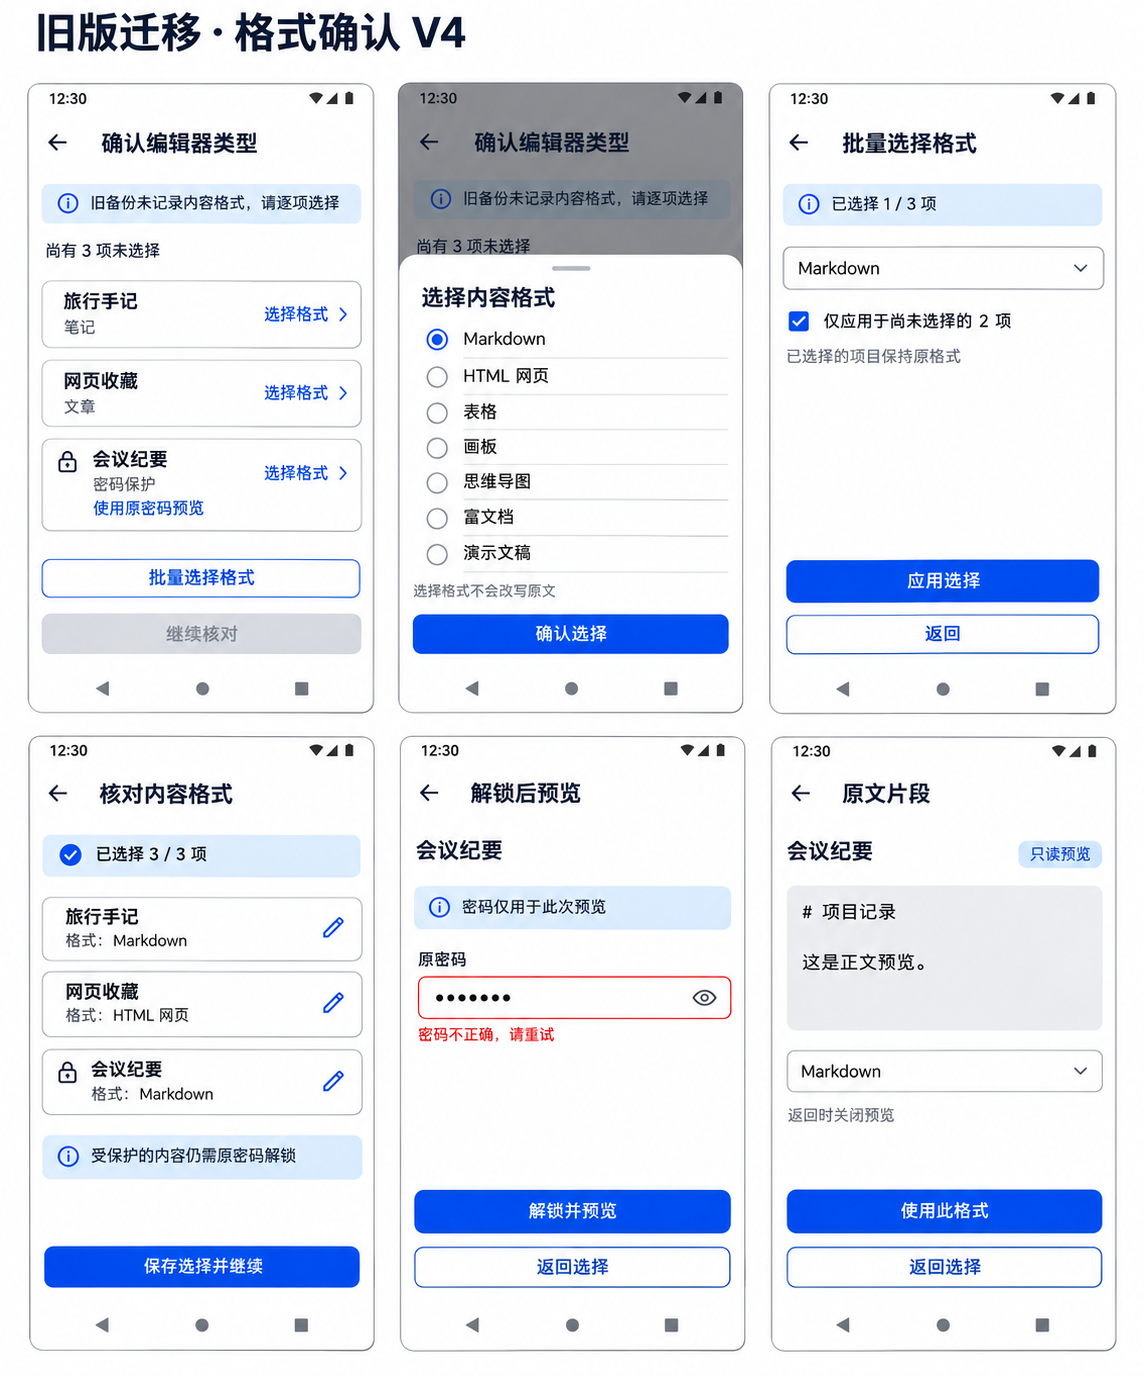 旧版迁移 · 格式确认 V4
12:30
确认编辑器类型
旧备份未记录内容格式，请逐项选择
尚有 3 项未选择
旅行手记
笔记
选择格式
网页收藏
文章
选择格式
会议纪要
密码保护
使用原密码预览
选择格式
批量选择格式
继续核对
12:30
确认编辑器类型
旧备份未记录内容格式，请逐项选择
尚有 3 项未选择
选择内容格式
Markdown
HTML 网页
表格
画板
思维导图
富文档
演示文稿
选择格式不会改写原文
确认选择
12:30
批量选择格式
已选择 1 / 3 项
Markdown
仅应用于尚未选择的 2 项
已选择的项目保持原格式
应用选择
返回
12:30
核对内容格式
已选择 3 / 3 项
旅行手记
格式：Markdown
网页收藏
格式：HTML 网页
会议纪要
格式：Markdown
受保护的内容仍需原密码解锁
保存选择并继续
12:30
解锁后预览
会议纪要
密码仅用于此次预览
原密码
•••••••
密码不正确，请重试
解锁并预览
返回选择
12:30
原文片段
会议纪要
只读预览
# 项目记录
这是正文预览。
Markdown
返回时关闭预览
使用此格式
返回选择